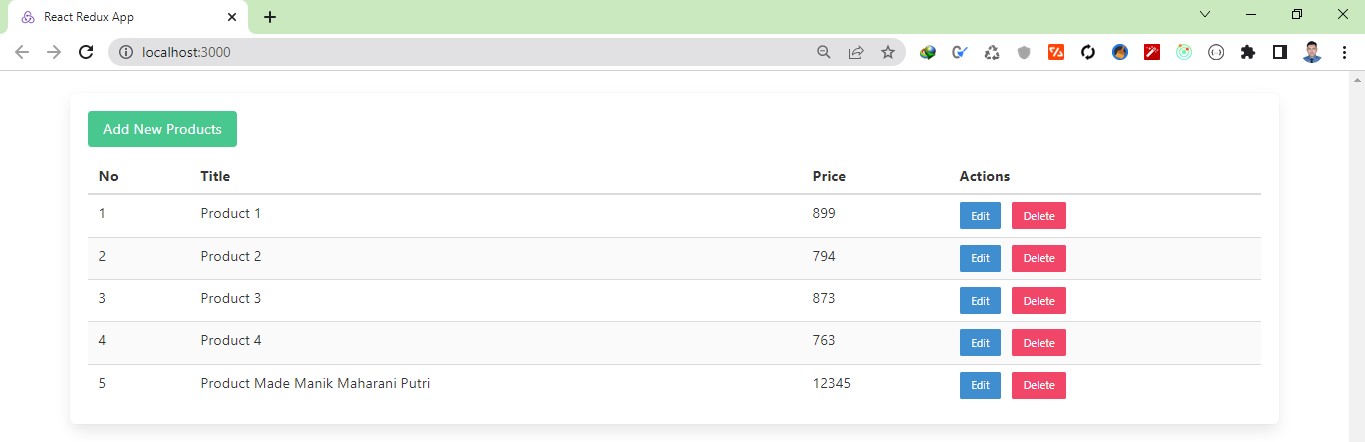 React Redux App
localhost:3000
Add New Products
No Title Price Actions
1 Product 1 899 Edit Delete
2 Product 2 794 Edit Delete
3 Product 3 873 Edit Delete
4 Product 4 763 Edit Delete
5 Product Made Manik Maharani Putri 12345 Edit Delete